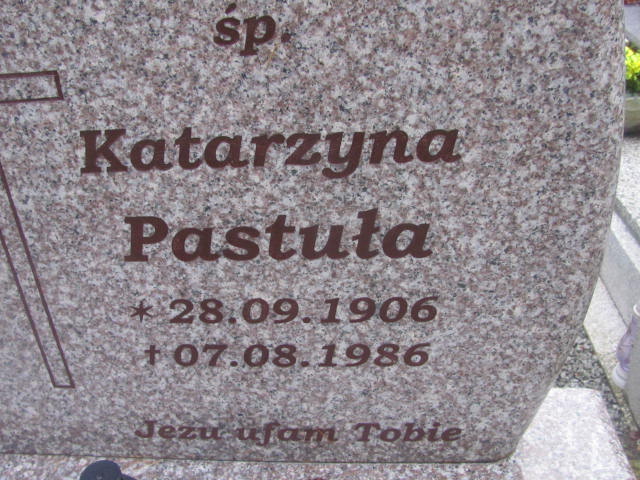 śp.
Katarzyna
Pastuła
* 28.09.1906
† 07.08.1986
Jezu ufam Tobie